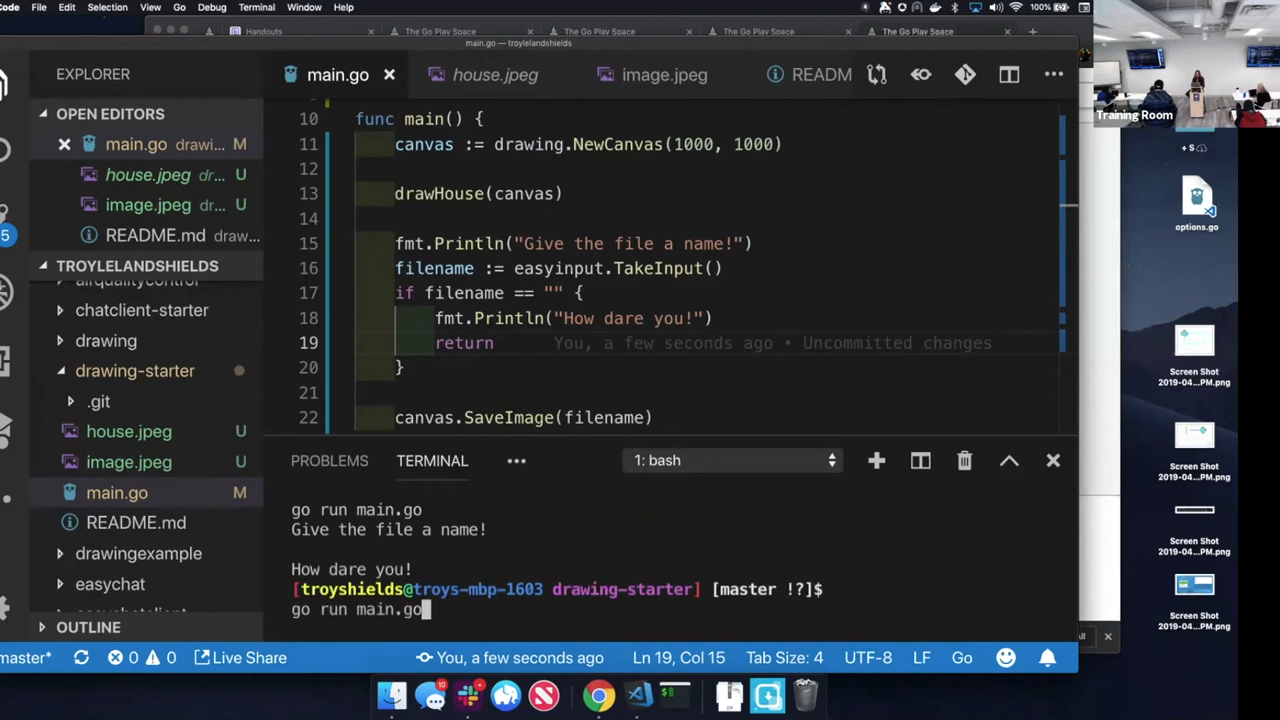 Code File Edit Selection View Go Debug Terminal Window Help 100%
Handouts The Go Play Space The Go Play Space The Go Play Space The Go Play Space
main.go — troylelandshields
EXPLORER
main.go
house.jpeg
image.jpeg
READM
OPEN EDITORS
main.go drawi... M
house.jpeg dr... U
image.jpeg dr... U
README.md draw...
TROYLELANDSHIELDS
airqualitycontrol
chatclient-starter
drawing
drawing-starter
.git
house.jpeg U
image.jpeg U
main.go M
README.md
drawingexample
easychat
easychatclient
OUTLINE
10 func main() {
11 canvas := drawing.NewCanvas(1000, 1000)
12
13 drawHouse(canvas)
14
15 fmt.Println("Give the file a name!")
16 filename := easyinput.TakeInput()
17 if filename == "" {
18 fmt.Println("How dare you!")
19 return You, a few seconds ago • Uncommitted changes
20 }
21
22 canvas.SaveImage(filename)
PROBLEMS TERMINAL ••• 1: bash
go run main.go
Give the file a name!
How dare you!
[troyshields@troys-mbp-1603 drawing-starter] [master !?]$
go run main.go
master* 0 0 Live Share You, a few seconds ago Ln 19, Col 15 Tab Size: 4 UTF-8 LF Go
Training Room
+ S
options.go
Screen Shot
2019-04...PM.png
Screen Shot
2019-04...PM.png
Screen Shot
2019-04...PM.png
Screen Shot
2019-04...PM.png
5
10